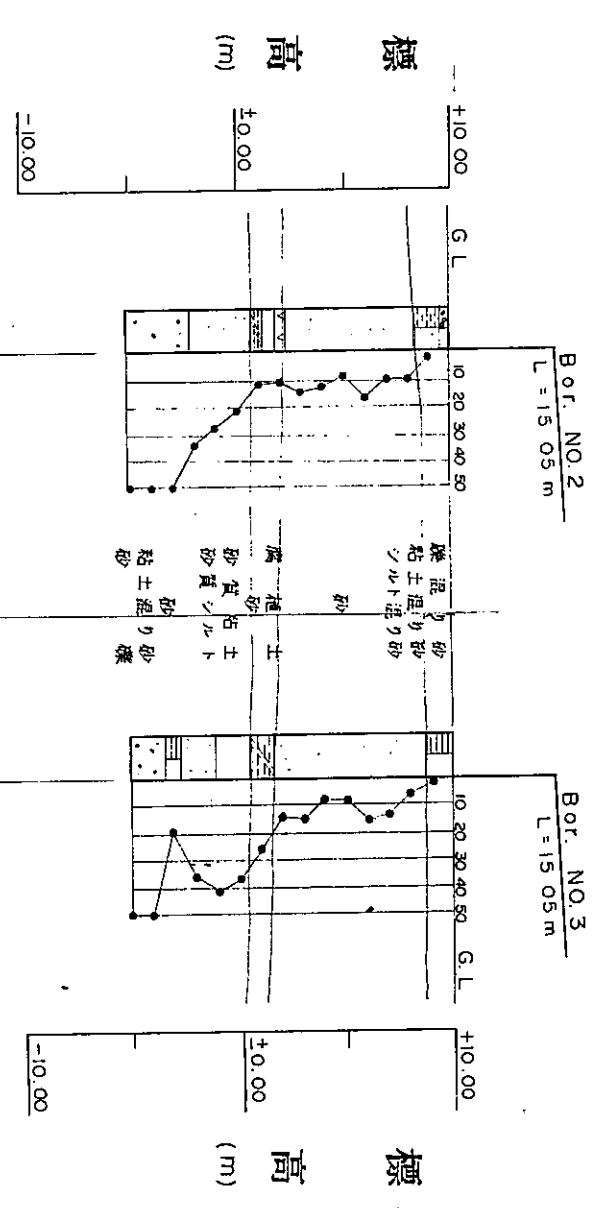 標高
(m)
+10.00
±0.00
-10.00
G.L
Bor. NO.2
L=15.05m
10 20 30 40 50
礫混り砂
粘土混り砂
シルト混り砂
砂
腐植土
砂
砂質粘土
砂質シルト
砂
粘土混り砂
砂礫
Bor. NO.3
L=15.05m
10 20 30 40 50
G.L
+10.00
±0.00
-10.00
標高
(m)